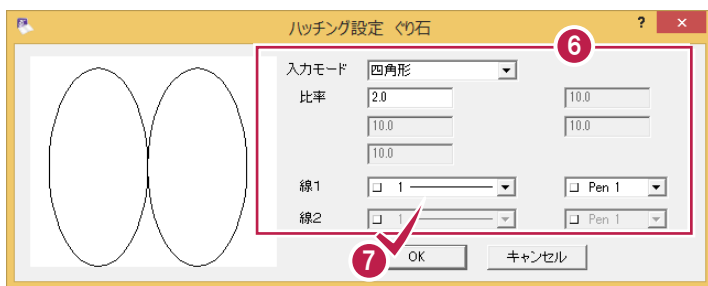 ハッチング設定 ぐり石 ? ×
6
入力モード 四角形
比率 2.0 10.0
10.0 10.0
10.0
線1 1 Pen 1
線2 1 Pen 1
7 OK キャンセル